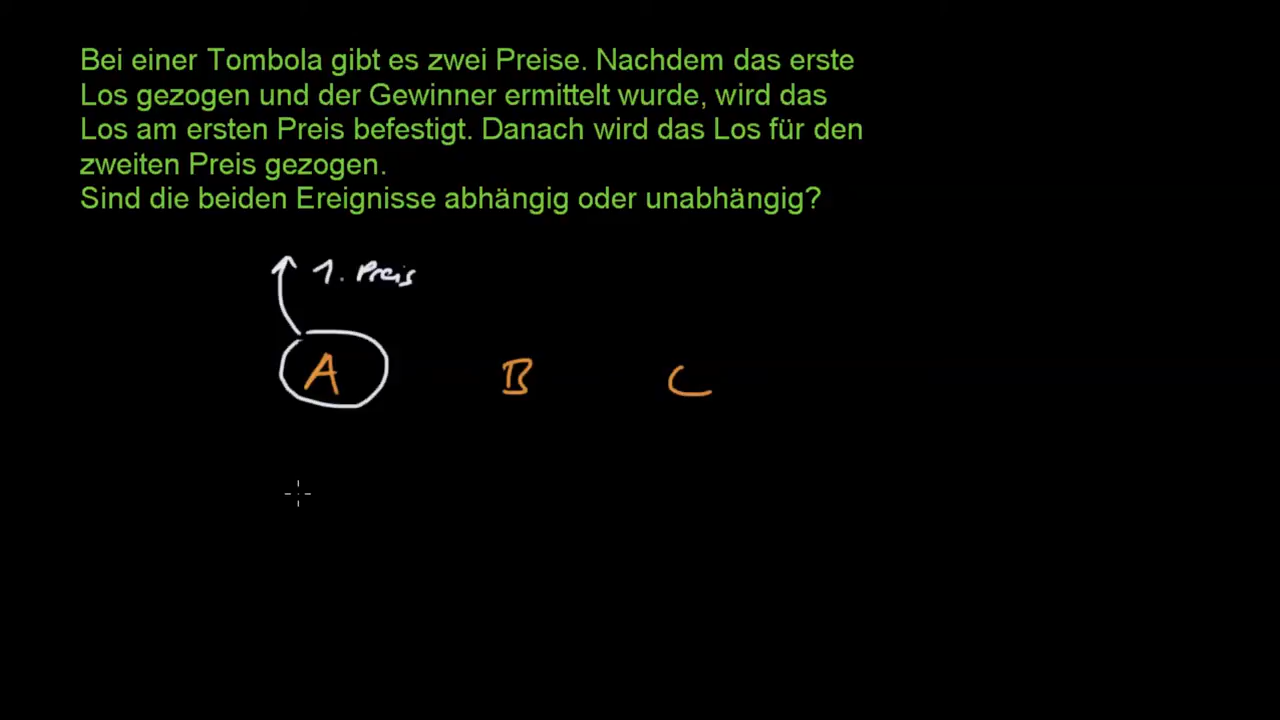 Bei einer Tombola gibt es zwei Preise. Nachdem das erste
Los gezogen und der Gewinner ermittelt wurde, wird das
Los am ersten Preis befestigt. Danach wird das Los für den
zweiten Preis gezogen.
Sind die beiden Ereignisse abhängig oder unabhängig?
1. Preis
A B C